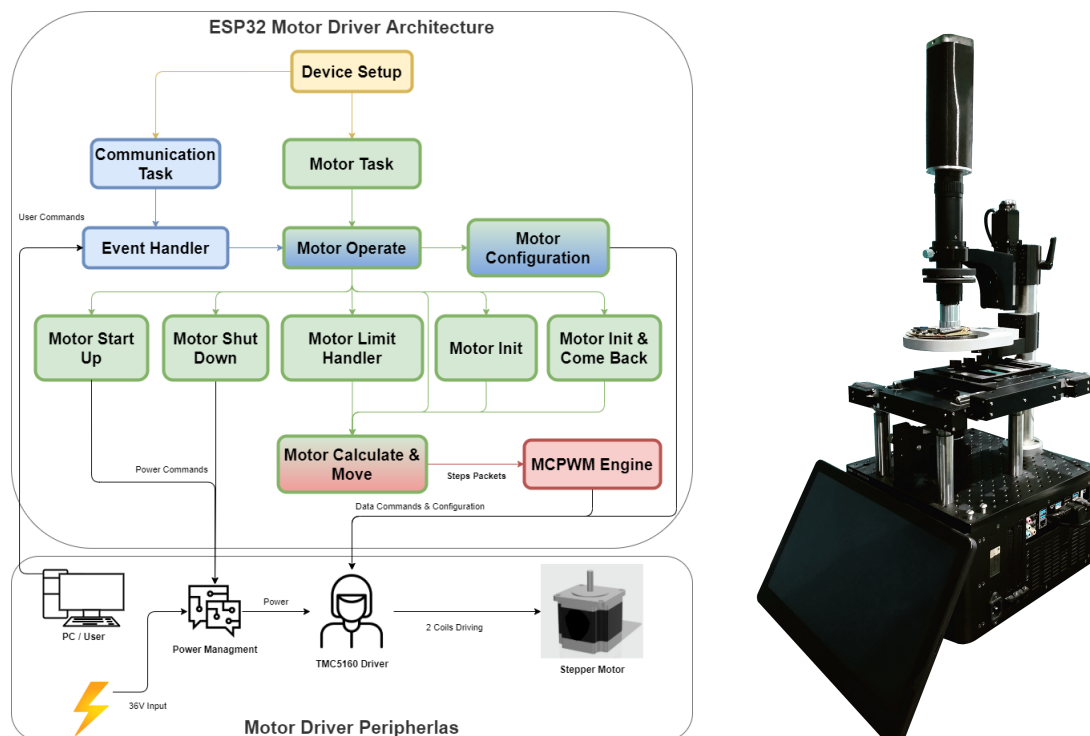 ESP32 Motor Driver Architecture
Device Setup
Communication
Task
Motor Task
User Commands
Event Handler
Motor Operate
Motor
Configuration
Motor Start
Up
Motor Shut
Down
Motor Limit
Handler
Motor Init
Motor Init &
Come Back
Power Commands
Motor Calculate &
Move
Steps Packets
MCPWM Engine
Data Commands & Configuration
PC / User
Power Managment
Power
TMC5160 Driver
2 Coils Driving
Stepper Motor
36V Input
Motor Driver Peripherlas